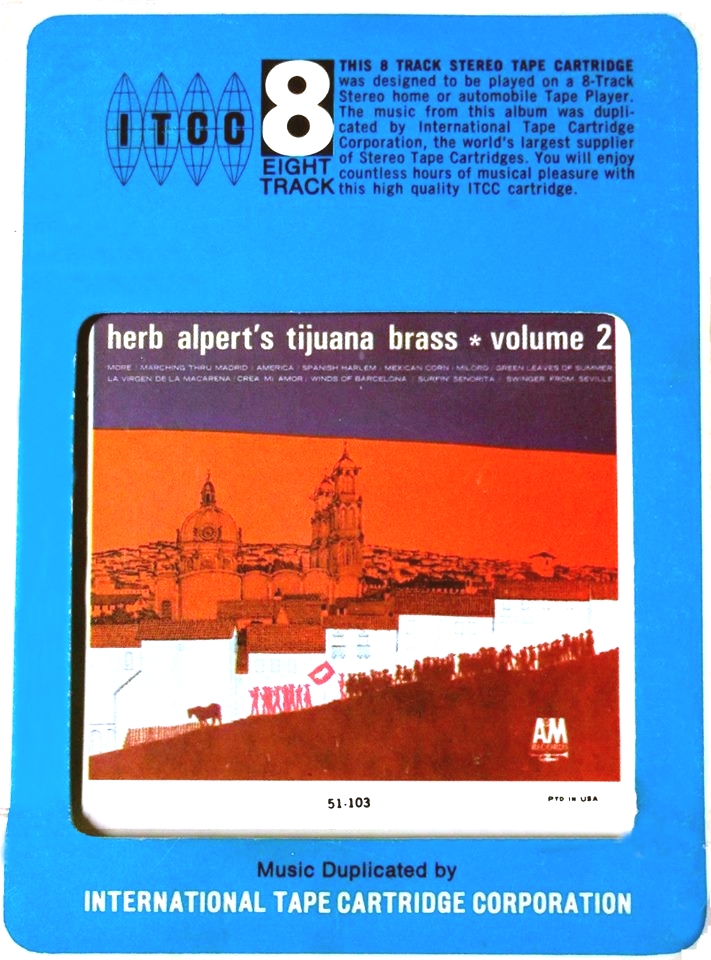 ITCC
8
EIGHT
TRACK
THIS 8 TRACK STEREO TAPE CARTRIDGE
was designed to be played on a 8-Track
Stereo home or automobile Tape Player.
The music from this album was dupli-
cated by International Tape Cartridge
Corporation, the world's largest supplier
of Stereo Tape Cartridges. You will enjoy
countless hours of musical pleasure with
this high quality ITCC cartridge.
herb alpert's tijuana brass * volume 2
MORE / MARCHING THRU MADRID / AMERICA / SPANISH HARLEM / MEXICAN CORN / MILORD / GREEN LEAVES OF SUMMER
LA VIRGEN DE LA MACARENA / CREA MI AMOR / WINDS OF BARCELONA / SURFIN' SENORITA / SWINGER FROM SEVILLE
A&M
RECORDS
51-103
PTD IN USA
Music Duplicated by
INTERNATIONAL TAPE CARTRIDGE CORPORATION